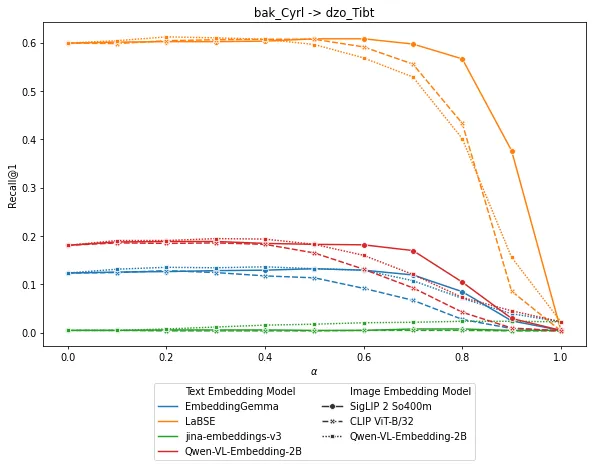 bak_Cyrl -> dzo_Tibt
Recall@1
0.6
0.5
0.4
0.3
0.2
0.1
0.0
0.0 0.2 0.4 0.6 0.8 1.0
α
Text Embedding Model Image Embedding Model
EmbeddingGemma SigLIP 2 So400m
LaBSE CLIP ViT-B/32
jina-embeddings-v3 Qwen-VL-Embedding-2B
Qwen-VL-Embedding-2B